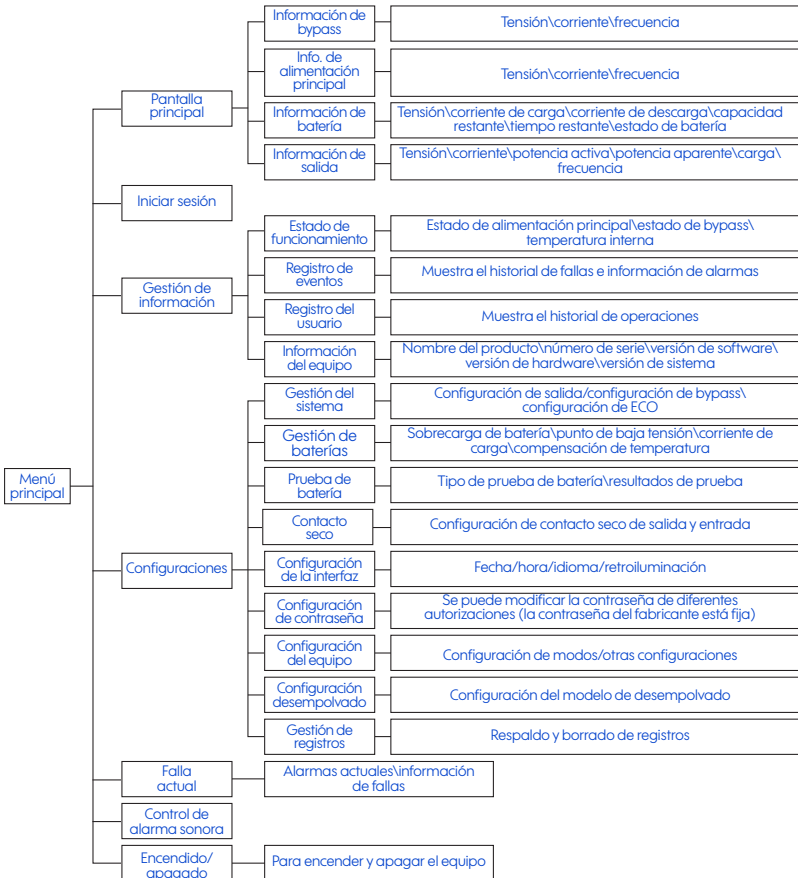 Información de
bypass
Tensión\corriente\frecuencia
Info. de
alimentación
principal
Tensión\corriente\frecuencia
Pantalla
principal
Información de
batería
Tensión\corriente de carga\corriente de descarga\capacidad
restante\tiempo restante\estado de batería
Información de
salida
Tensión\corriente\potencia activa\potencia aparente\carga\
frecuencia
Iniciar sesión
Estado de
funcionamiento
Estado de alimentación principal\estado de bypass\
temperatura interna
Registro de
eventos
Muestra el historial de fallas e información de alarmas
Gestión de
información
Registro del
usuario
Muestra el historial de operaciones
Información
del equipo
Nombre del producto\número de serie\versión de software\
versión de hardware\versión de sistema
Gestión del
sistema
Configuración de salida/configuración de bypass\
configuración de ECO
Gestión de
baterías
Sobrecarga de batería\punto de baja tensión\corriente de
carga\compensación de temperatura
Menú
principal
Prueba de
batería
Tipo de prueba de batería\resultados de prueba
Contacto
seco
Configuración de contacto seco de salida y entrada
Configuraciones
Configuración
de la interfaz
Fecha/hora/idioma/retroiluminación
Configuración
de contraseña
Se puede modificar la contraseña de diferentes
autorizaciones (la contraseña del fabricante está fija)
Configuración
del equipo
Configuración de modos/otras configuraciones
Configuración
desempolvado
Configuración del modelo de desempolvado
Gestión de
registros
Respaldo y borrado de registros
Falla
actual
Alarmas actuales\información
de fallas
Control de
alarma sonora
Encendido/
apagado
Para encender y apagar el equipo